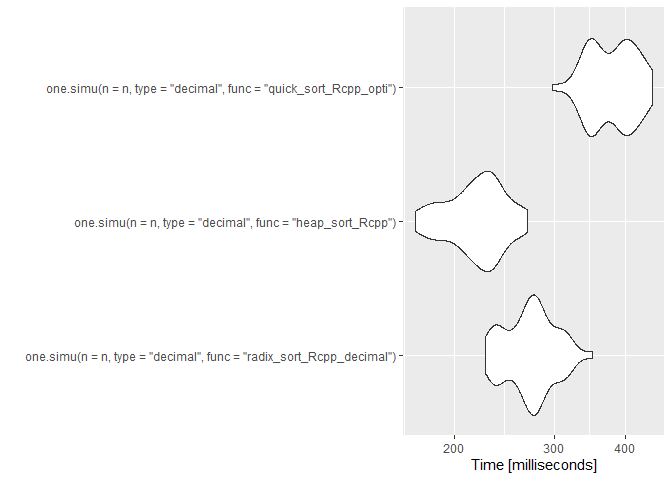 one.simu(n = n, type = "decimal", func = "quick_sort_Rcpp_opti")
one.simu(n = n, type = "decimal", func = "heap_sort_Rcpp")
one.simu(n = n, type = "decimal", func = "radix_sort_Rcpp_decimal")
200 300 400
Time [milliseconds]